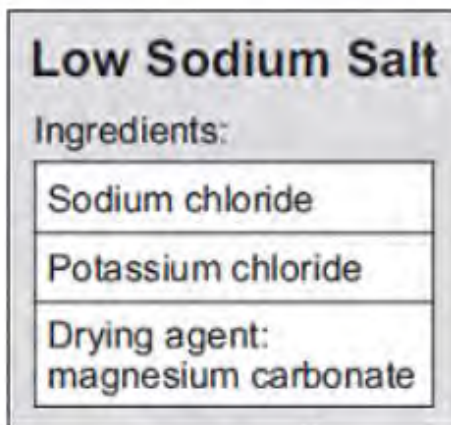 Low Sodium Salt
Ingredients:
Sodium chloride
Potassium chloride
Drying agent:
magnesium carbonate